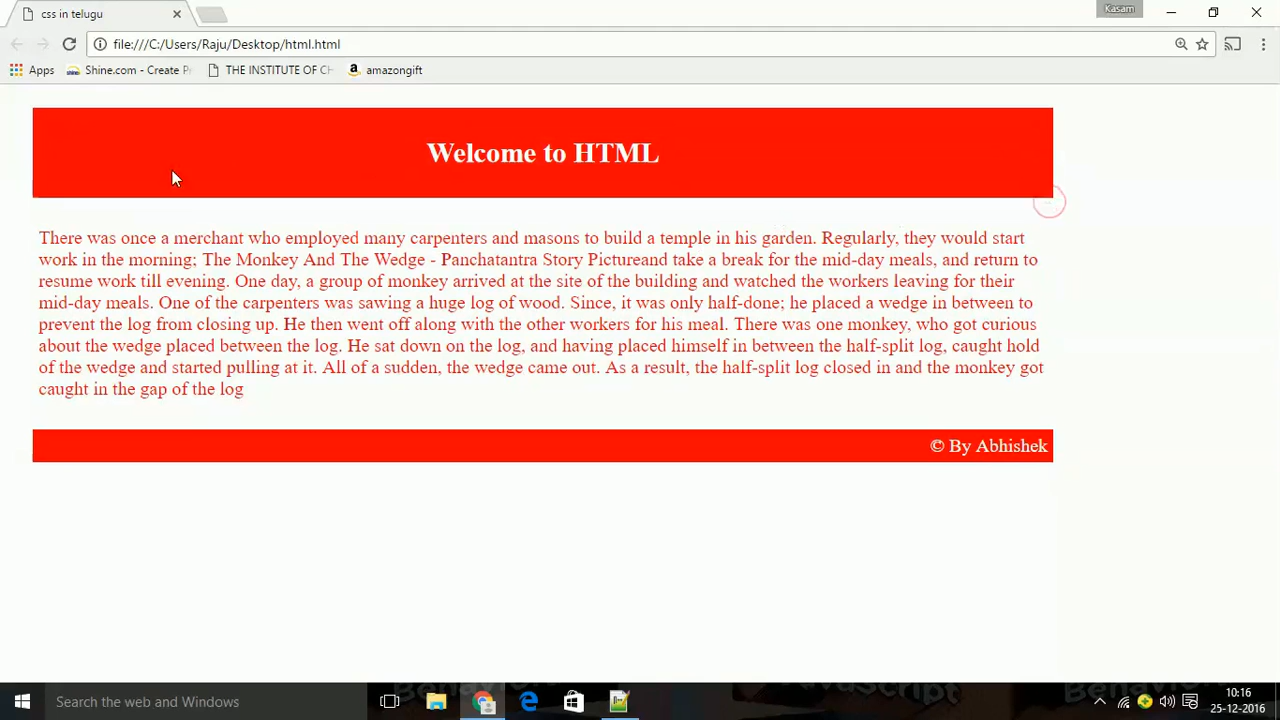 css in telugu
Kasam
file:///C:/Users/Raju/Desktop/html.html
Apps
Shine.com - Create Pr
THE INSTITUTE OF CH
amazongift
Welcome to HTML
There was once a merchant who employed many carpenters and masons to build a temple in his garden. Regularly, they would start
work in the morning; The Monkey And The Wedge - Panchatantra Story Pictureand take a break for the mid-day meals, and return to
resume work till evening. One day, a group of monkey arrived at the site of the building and watched the workers leaving for their
mid-day meals. One of the carpenters was sawing a huge log of wood. Since, it was only half-done; he placed a wedge in between to
prevent the log from closing up. He then went off along with the other workers for his meal. There was one monkey, who got curious
about the wedge placed between the log. He sat down on the log, and having placed himself in between the half-split log, caught hold
of the wedge and started pulling at it. All of a sudden, the wedge came out. As a result, the half-split log closed in and the monkey got
caught in the gap of the log
© By Abhishek
Search the web and Windows
10:16
25-12-2016